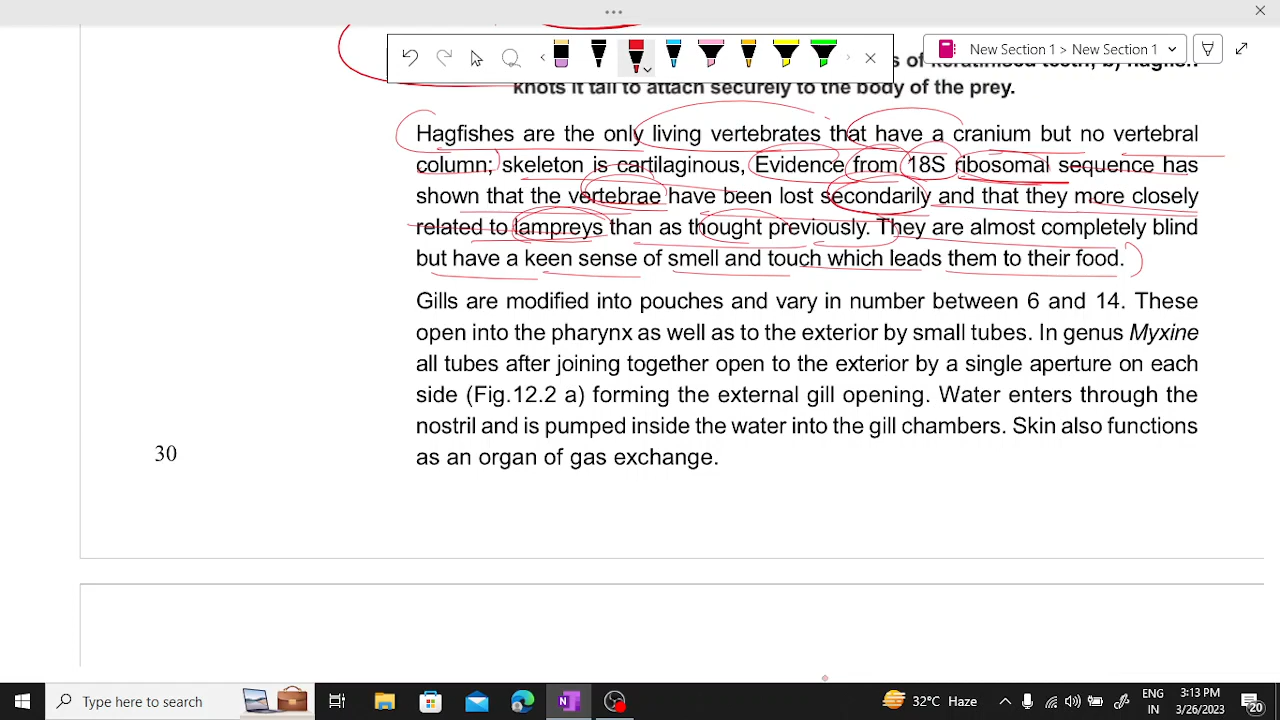 New Section 1 > New Section 1
of keratinised teeth, b) hagfish
knots it tail to attach securely to the body of the prey.
Hagfishes are the only living vertebrates that have a cranium but no vertebral
column; skeleton is cartilaginous, Evidence from 18S ribosomal sequence has
shown that the vertebrae have been lost secondarily and that they more closely
related to lampreys than as thought previously. They are almost completely blind
but have a keen sense of smell and touch which leads them to their food.
Gills are modified into pouches and vary in number between 6 and 14. These
open into the pharynx as well as to the exterior by small tubes. In genus Myxine
all tubes after joining together open to the exterior by a single aperture on each
side (Fig.12.2 a) forming the external gill opening. Water enters through the
nostril and is pumped inside the water into the gill chambers. Skin also functions
as an organ of gas exchange.
30
Type here to search
32°C Haze
ENG
IN
3:13 PM
3/26/2023
20